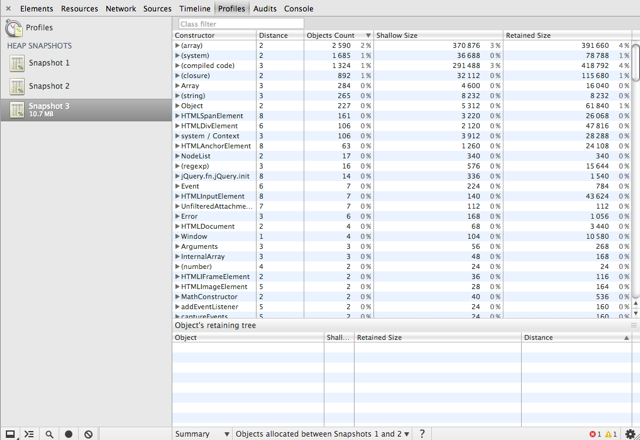 × Elements Resources Network Sources Timeline Profiles Audits Console
Profiles
Class filter
HEAP SNAPSHOTS
Snapshot 1
Snapshot 2
Snapshot 3
10.7 MB
Constructor Distance Objects Count Shallow Size Retained Size
(array) 2 2 590 2% 370 876 3% 391 660 4%
(system) 2 1 685 1% 36 688 0% 78 788 1%
(compiled code) 3 1 324 1% 291 488 3% 418 792 4%
(closure) 2 892 1% 32 112 0% 115 680 1%
Array 3 284 0% 4 600 0% 16 040 0%
(string) 3 265 0% 8 232 0% 8 232 0%
Object 2 227 0% 5 312 0% 61 840 1%
HTMLSpanElement 8 161 0% 3 220 0% 26 068 0%
HTMLDivElement 6 106 0% 2 120 0% 47 816 0%
system / Context 3 106 0% 3 912 0% 28 288 0%
HTMLAnchorElement 8 63 0% 1 260 0% 24 108 0%
NodeList 2 17 0% 340 0% 340 0%
(regexp) 3 16 0% 576 0% 15 644 0%
jQuery.fn.jQuery.init 8 14 0% 336 0% 1 540 0%
Event 6 7 0% 224 0% 784 0%
HTMLInputElement 8 7 0% 140 0% 43 624 0%
UnfilteredAttachme... 7 7 0% 112 0% 112 0%
Error 3 6 0% 168 0% 1 056 0%
HTMLDocument 2 4 0% 68 0% 3 440 0%
Window 1 4 0% 104 0% 10 580 0%
Arguments 3 3 0% 56 0% 268 0%
InternalArray 3 3 0% 48 0% 168 0%
(number) 4 2 0% 24 0% 24 0%
HTMLIFrameElement 2 2 0% 36 0% 116 0%
HTMLImageElement 5 2 0% 28 0% 164 0%
MathConstructor 2 2 0% 40 0% 536 0%
addEventListener 5 2 0% 24 0% 160 0%
captureEvents 5 2 0% 24 0% 160 0%
Object's retaining tree
Object Shall... Retained Size Distance
Summary Objects allocated between Snapshots 1 and 2 ? 1 1